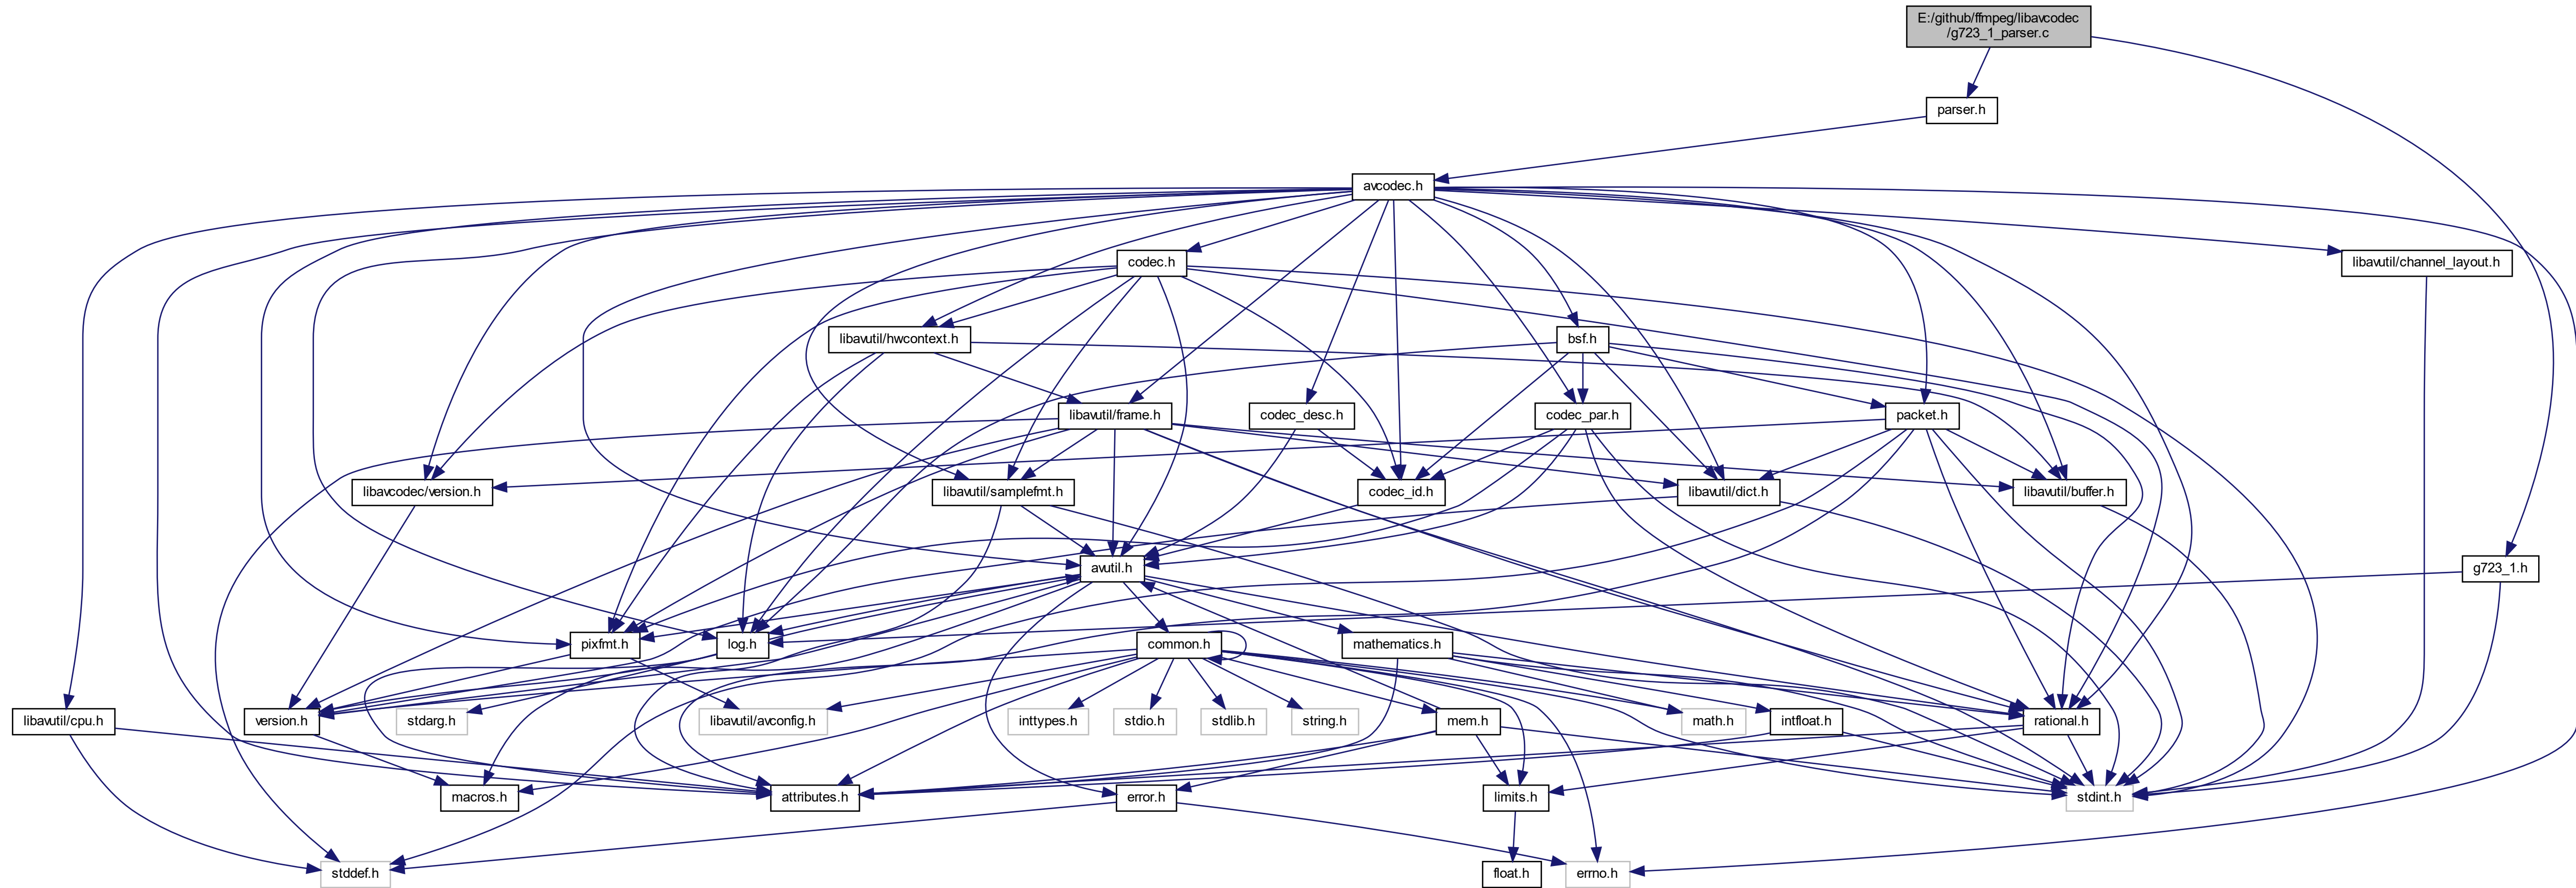 E:/github/ffmpeg/libavcodec
/g723_1_parser.c
parser.h
avcodec.h
codec.h
libavutil/channel_layout.h
libavutil/hwcontext.h
bsf.h
libavutil/frame.h
codec_desc.h
codec_par.h
packet.h
libavcodec/version.h
libavutil/samplefmt.h
codec_id.h
libavutil/dict.h
libavutil/buffer.h
avutil.h
g723_1.h
pixfmt.h
log.h
common.h
mathematics.h
libavutil/cpu.h
version.h
stdarg.h
libavutil/avconfig.h
inttypes.h
stdio.h
stdlib.h
string.h
mem.h
math.h
intfloat.h
rational.h
macros.h
attributes.h
error.h
limits.h
stdint.h
stddef.h
float.h
errno.h